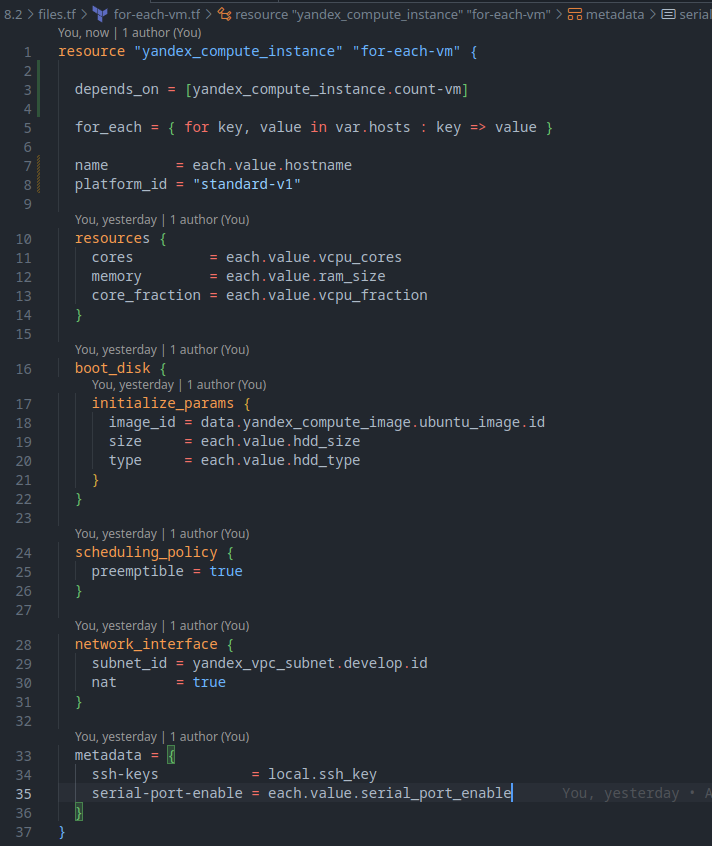 8.2 > files.tf > for-each-vm.tf > resource "yandex_compute_instance" "for-each-vm" > metadata > serial
You, now | 1 author (You)
1 resource "yandex_compute_instance" "for-each-vm" {
2
3 depends_on = [yandex_compute_instance.count-vm]
4
5 for_each = { for key, value in var.hosts : key => value }
6
7 name = each.value.hostname
8 platform_id = "standard-v1"
9
You, yesterday | 1 author (You)
10 resources {
11 cores = each.value.vcpu_cores
12 memory = each.value.ram_size
13 core_fraction = each.value.vcpu_fraction
14 }
15
You, yesterday | 1 author (You)
16 boot_disk {
You, yesterday | 1 author (You)
17 initialize_params {
18 image_id = data.yandex_compute_image.ubuntu_image.id
19 size = each.value.hdd_size
20 type = each.value.hdd_type
21 }
22 }
23
You, yesterday | 1 author (You)
24 scheduling_policy {
25 preemptible = true
26 }
27
You, yesterday | 1 author (You)
28 network_interface {
29 subnet_id = yandex_vpc_subnet.develop.id
30 nat = true
31 }
32
You, yesterday | 1 author (You)
33 metadata = {
34 ssh-keys = local.ssh_key
35 serial-port-enable = each.value.serial_port_enable You, yesterday • A
36 }
37 }